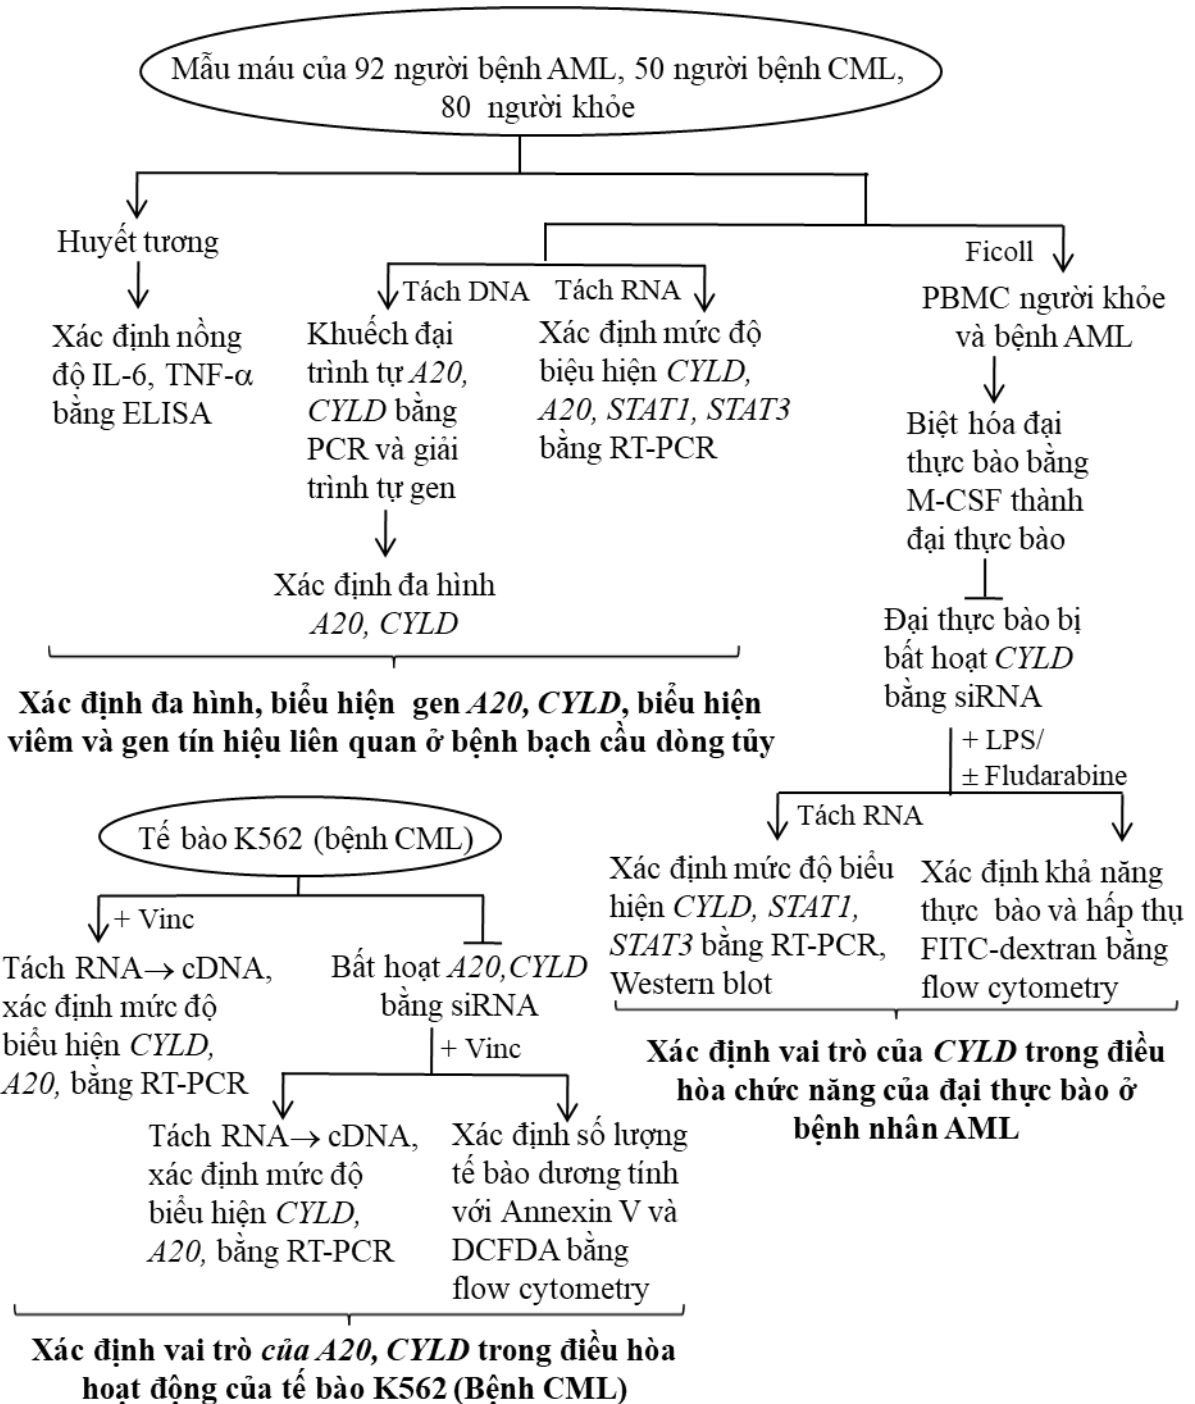 Mẫu máu của 92 người bệnh AML, 50 người bệnh CML,
80 người khỏe
Huyết tương
Xác định nồng
độ IL-6, TNF-α
bằng ELISA
Tách DNA
Khuếch đại
trình tự A20,
CYLD bằng
PCR và giải
trình tự gen
Xác định đa hình
A20, CYLD
Tách RNA
Xác định mức độ
biệu hiện CYLD,
A20, STAT1, STAT3
bằng RT-PCR
Xác định đa hình, biểu hiện gen A20, CYLD, biểu hiện
viêm và gen tín hiệu liên quan ở bệnh bạch cầu dòng tủy
Ficoll
PBMC người khỏe
và bệnh AML
Biệt hóa đại
thực bào bằng
M-CSF thành
đại thực bào
Đại thực bào bị
bất hoạt CYLD
bằng siRNA
+ LPS/
± Fludarabine
Tách RNA
Xác định mức độ biểu
hiện CYLD, STAT1,
STAT3 bằng RT-PCR,
Western blot
Xác định khả năng
thực bào và hấp thụ
FITC-dextran bằng
flow cytometry
Xác định vai trò của CYLD trong điều
hòa chức năng của đại thực bào ở
bệnh nhân AML
Tế bào K562 (bệnh CML)
+ Vinc
Tách RNA→ cDNA,
xác định mức độ
biểu hiện CYLD,
A20, bằng RT-PCR
Bất hoạt A20,CYLD
bằng siRNA
+ Vinc
Tách RNA→ cDNA,
xác định mức độ
biểu hiện CYLD,
A20, bằng RT-PCR
Xác định số lượng
tế bào dương tính
với Annexin V và
DCFDA bằng
flow cytometry
Xác định vai trò của A20, CYLD trong điều hòa
hoạt động của tế bào K562 (Bệnh CML)